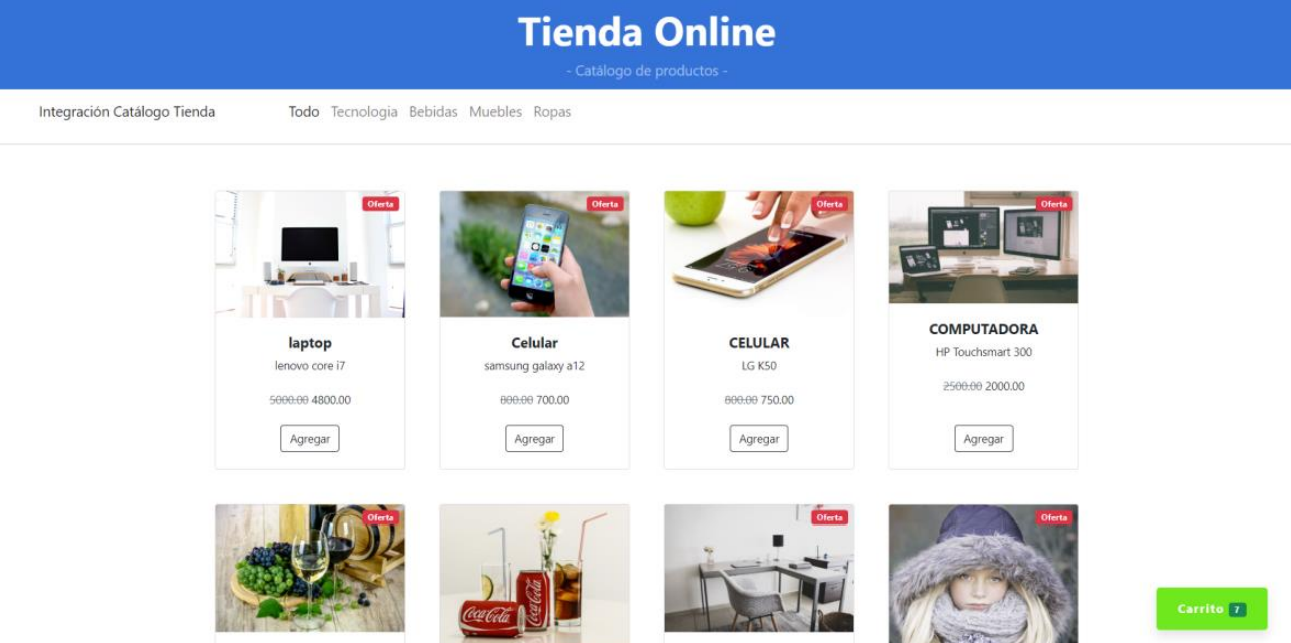 Tienda Online
- Catálogo de productos -
Integración Catálogo Tienda
Todo Tecnologia Bebidas Muebles Ropas
Oferta
laptop
lenovo core i7
5000.00 4800.00
Agregar
Oferta
Celular
samsung galaxy a12
800.00 700.00
Agregar
Oferta
CELULAR
LG K50
800.00 750.00
Agregar
Oferta
COMPUTADORA
HP Touchsmart 300
2500.00 2000.00
Agregar
Oferta
Coca-Cola
Coca-Cola
Oferta
Oferta
Carrito 7